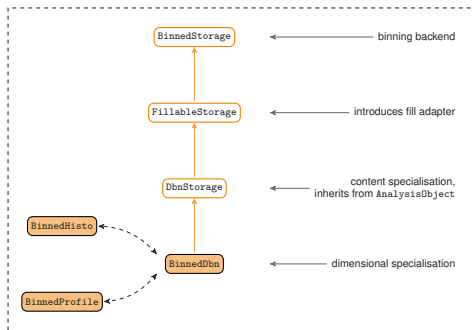 BinnedStorage
binning backend
FillableStorage
introduces fill adapter
DbnStorage
content specialisation,
inherits from AnalysisObject
BinnedHisto
BinnedDbn
dimensional specialisation
BinnedProfile